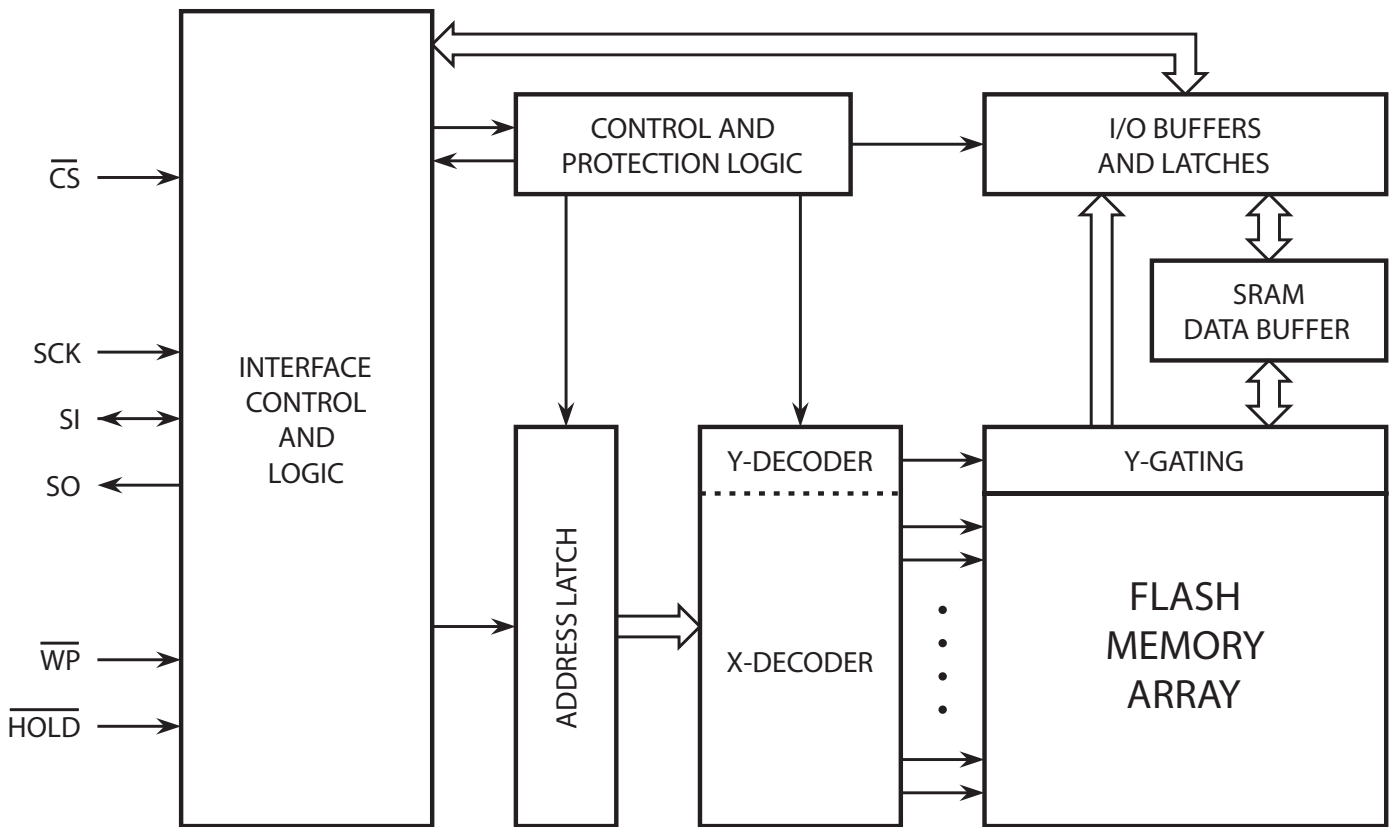 CS
SCK
SI
SO
WP
HOLD
INTERFACE
CONTROL
AND
LOGIC
CONTROL AND
PROTECTION LOGIC
I/O BUFFERS
AND LATCHES
SRAM
DATA BUFFER
ADDRESS LATCH
Y-DECODER
X-DECODER
Y-GATING
FLASH
MEMORY
ARRAY